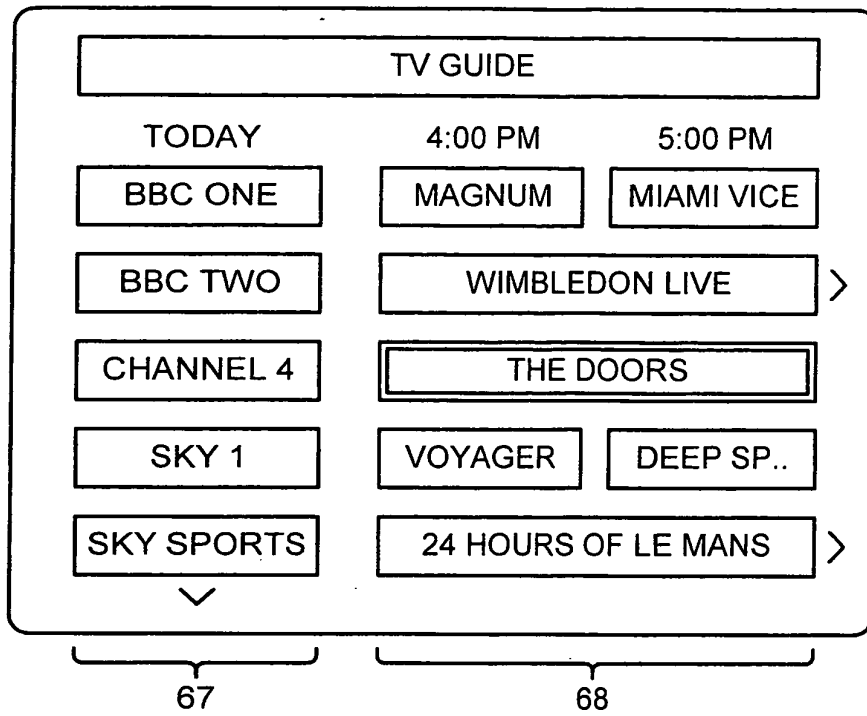 TV GUIDE
TODAY 4:00 PM 5:00 PM
BBC ONE MAGNUM MIAMI VICE
BBC TWO WIMBLEDON LIVE >
CHANNEL 4 THE DOORS
SKY 1 VOYAGER DEEP SP..
SKY SPORTS 24 HOURS OF LE MANS >
67 68